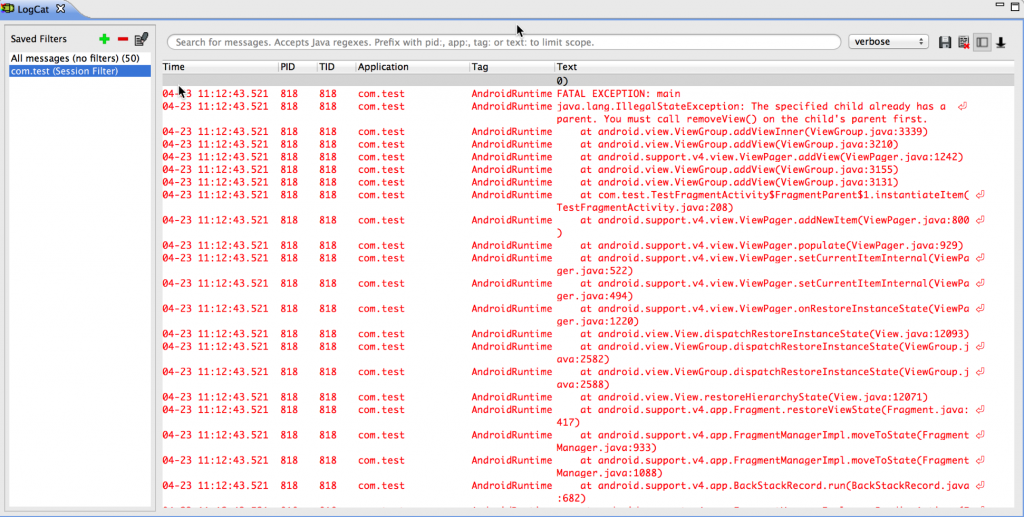 LogCat
Saved Filters
Search for messages. Accepts Java regexes. Prefix with pid:, app:, tag: or text: to limit scope.
verbose
All messages (no filters) (50)
com.test (Session Filter)
Time PID TID Application Tag Text
0)
04-23 11:12:43.521 818 818 com.test AndroidRuntime FATAL EXCEPTION: main
04-23 11:12:43.521 818 818 com.test AndroidRuntime java.lang.IllegalStateException: The specified child already has a
parent. You must call removeView() on the child's parent first.
04-23 11:12:43.521 818 818 com.test AndroidRuntime at android.view.ViewGroup.addViewInner(ViewGroup.java:3339)
04-23 11:12:43.521 818 818 com.test AndroidRuntime at android.view.ViewGroup.addView(ViewGroup.java:3210)
04-23 11:12:43.521 818 818 com.test AndroidRuntime at android.support.v4.view.ViewPager.addView(ViewPager.java:1242)
04-23 11:12:43.521 818 818 com.test AndroidRuntime at android.view.ViewGroup.addView(ViewGroup.java:3155)
04-23 11:12:43.521 818 818 com.test AndroidRuntime at android.view.ViewGroup.addView(ViewGroup.java:3131)
04-23 11:12:43.521 818 818 com.test AndroidRuntime at com.test.TestFragmentActivity$FragmentParent$1.instantiateItem(
TestFragmentActivity.java:208)
04-23 11:12:43.521 818 818 com.test AndroidRuntime at android.support.v4.view.ViewPager.addNewItem(ViewPager.java:800
)
04-23 11:12:43.521 818 818 com.test AndroidRuntime at android.support.v4.view.ViewPager.populate(ViewPager.java:929)
04-23 11:12:43.521 818 818 com.test AndroidRuntime at android.support.v4.view.ViewPager.setCurrentItemInternal(ViewPa
ger.java:522)
04-23 11:12:43.521 818 818 com.test AndroidRuntime at android.support.v4.view.ViewPager.setCurrentItemInternal(ViewPa
ger.java:494)
04-23 11:12:43.521 818 818 com.test AndroidRuntime at android.support.v4.view.ViewPager.onRestoreInstanceState(ViewPa
ger.java:1220)
04-23 11:12:43.521 818 818 com.test AndroidRuntime at android.view.View.dispatchRestoreInstanceState(View.java:12093)
04-23 11:12:43.521 818 818 com.test AndroidRuntime at android.view.ViewGroup.dispatchRestoreInstanceState(ViewGroup.j
ava:2582)
04-23 11:12:43.521 818 818 com.test AndroidRuntime at android.view.ViewGroup.dispatchRestoreInstanceState(ViewGroup.j
ava:2588)
04-23 11:12:43.521 818 818 com.test AndroidRuntime at android.view.View.restoreHierarchyState(View.java:12071)
04-23 11:12:43.521 818 818 com.test AndroidRuntime at android.support.v4.app.Fragment.restoreViewState(Fragment.java:
417)
04-23 11:12:43.521 818 818 com.test AndroidRuntime at android.support.v4.app.FragmentManagerImpl.moveToState(Fragment
Manager.java:933)
04-23 11:12:43.521 818 818 com.test AndroidRuntime at android.support.v4.app.FragmentManagerImpl.moveToState(Fragment
Manager.java:1088)
04-23 11:12:43.521 818 818 com.test AndroidRuntime at android.support.v4.app.BackStackRecord.run(BackStackRecord.java
:682)